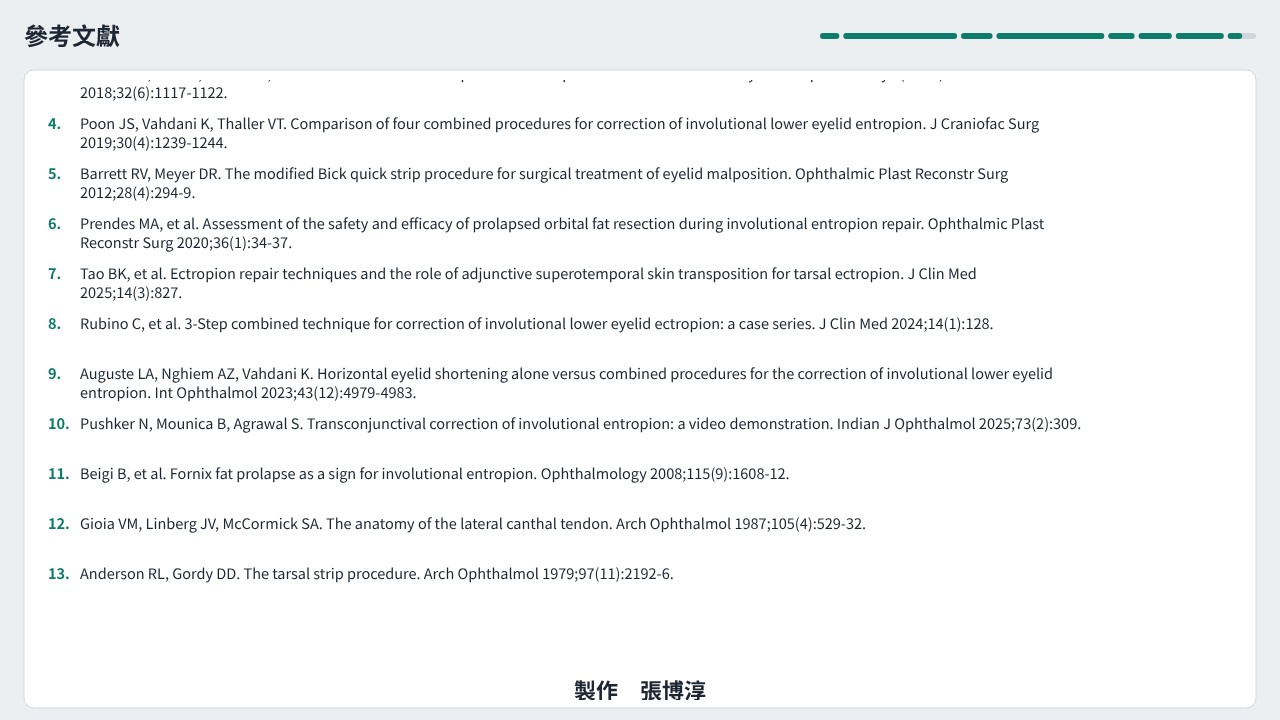 參考文獻
2018;32(6):1117-1122.
4. Poon JS, Vahdani K, Thaller VT. Comparison of four combined procedures for correction of involutional lower eyelid entropion. J Craniofac Surg
2019;30(4):1239-1244.
5. Barrett RV, Meyer DR. The modified Bick quick strip procedure for surgical treatment of eyelid malposition. Ophthalmic Plast Reconstr Surg
2012;28(4):294-9.
6. Prendes MA, et al. Assessment of the safety and efficacy of prolapsed orbital fat resection during involutional entropion repair. Ophthalmic Plast
Reconstr Surg 2020;36(1):34-37.
7. Tao BK, et al. Ectropion repair techniques and the role of adjunctive superotemporal skin transposition for tarsal ectropion. J Clin Med
2025;14(3):827.
8. Rubino C, et al. 3-Step combined technique for correction of involutional lower eyelid ectropion: a case series. J Clin Med 2024;14(1):128.
9. Auguste LA, Nghiem AZ, Vahdani K. Horizontal eyelid shortening alone versus combined procedures for the correction of involutional lower eyelid
entropion. Int Ophthalmol 2023;43(12):4979-4983.
10. Pushker N, Mounica B, Agrawal S. Transconjunctival correction of involutional entropion: a video demonstration. Indian J Ophthalmol 2025;73(2):309.
11. Beigi B, et al. Fornix fat prolapse as a sign for involutional entropion. Ophthalmology 2008;115(9):1608-12.
12. Gioia VM, Linberg JV, McCormick SA. The anatomy of the lateral canthal tendon. Arch Ophthalmol 1987;105(4):529-32.
13. Anderson RL, Gordy DD. The tarsal strip procedure. Arch Ophthalmol 1979;97(11):2192-6.
製作　張博淳